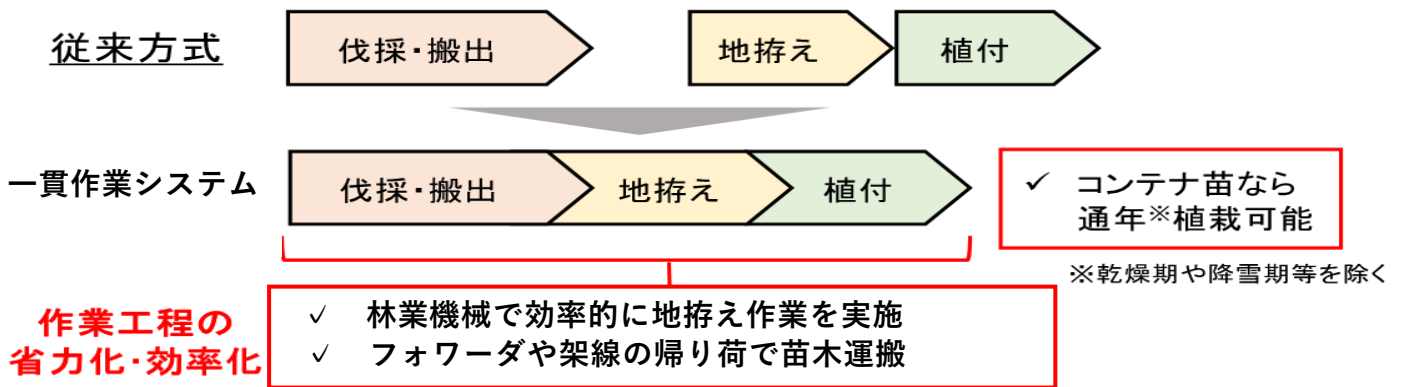 従来方式
伐採・搬出
地拵え
植付
一貫作業システム
伐採・搬出
地拵え
植付
✓ コンテナ苗なら
通年※植栽可能
※乾燥期や降雪期等を除く
作業工程の
省力化・効率化
✓ 林業機械で効率的に地拵え作業を実施
✓ フォワーダや架線の帰り荷で苗木運搬